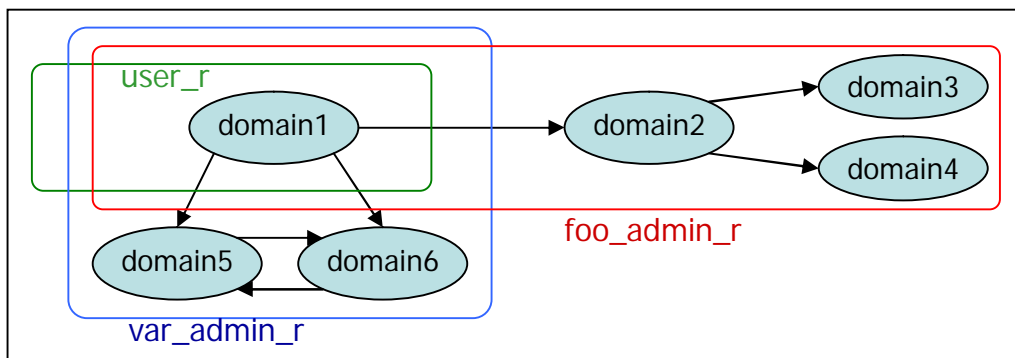 user_r
domain1
domain2
domain3
domain4
foo_admin_r
domain5
domain6
var_admin_r